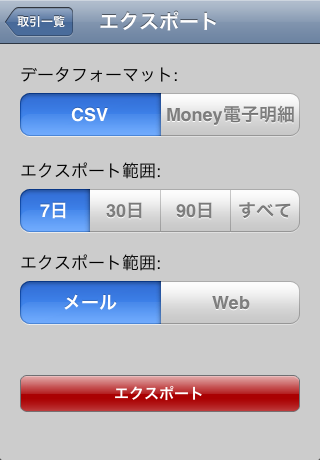 取引一覧
エクスポート
データフォーマット:
CSV
Money電子明細
エクスポート範囲:
7日
30日
90日
すべて
エクスポート範囲:
メール
Web
エクスポート